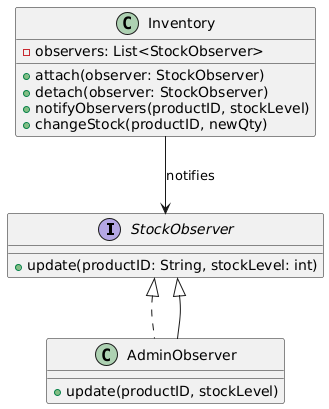 C Inventory
observers: List<StockObserver>
attach(observer: StockObserver)
detach(observer: StockObserver)
notifyObservers(productID, stockLevel)
changeStock(productID, newQty)
notifies
I StockObserver
update(productID: String, stockLevel: int)
C AdminObserver
update(productID, stockLevel)